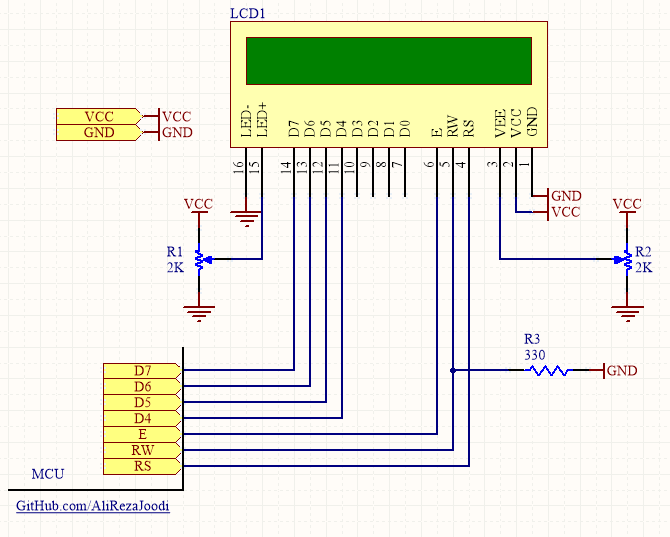 LCD1
LED-
LED+
D7
D6
D5
D4
D3
D2
D1
D0
E
RW
RS
VEE
VCC
GND
16
15
14
13
12
11
10
9
8
7
6
5
4
3
2
1
VCC VCC
GND GND
GND
VCC
VCC
R1
2K
VCC
R2
2K
R3
330
GND
D7
D6
D5
D4
E
RW
RS
MCU
GitHub.com/AliRezaJoodi